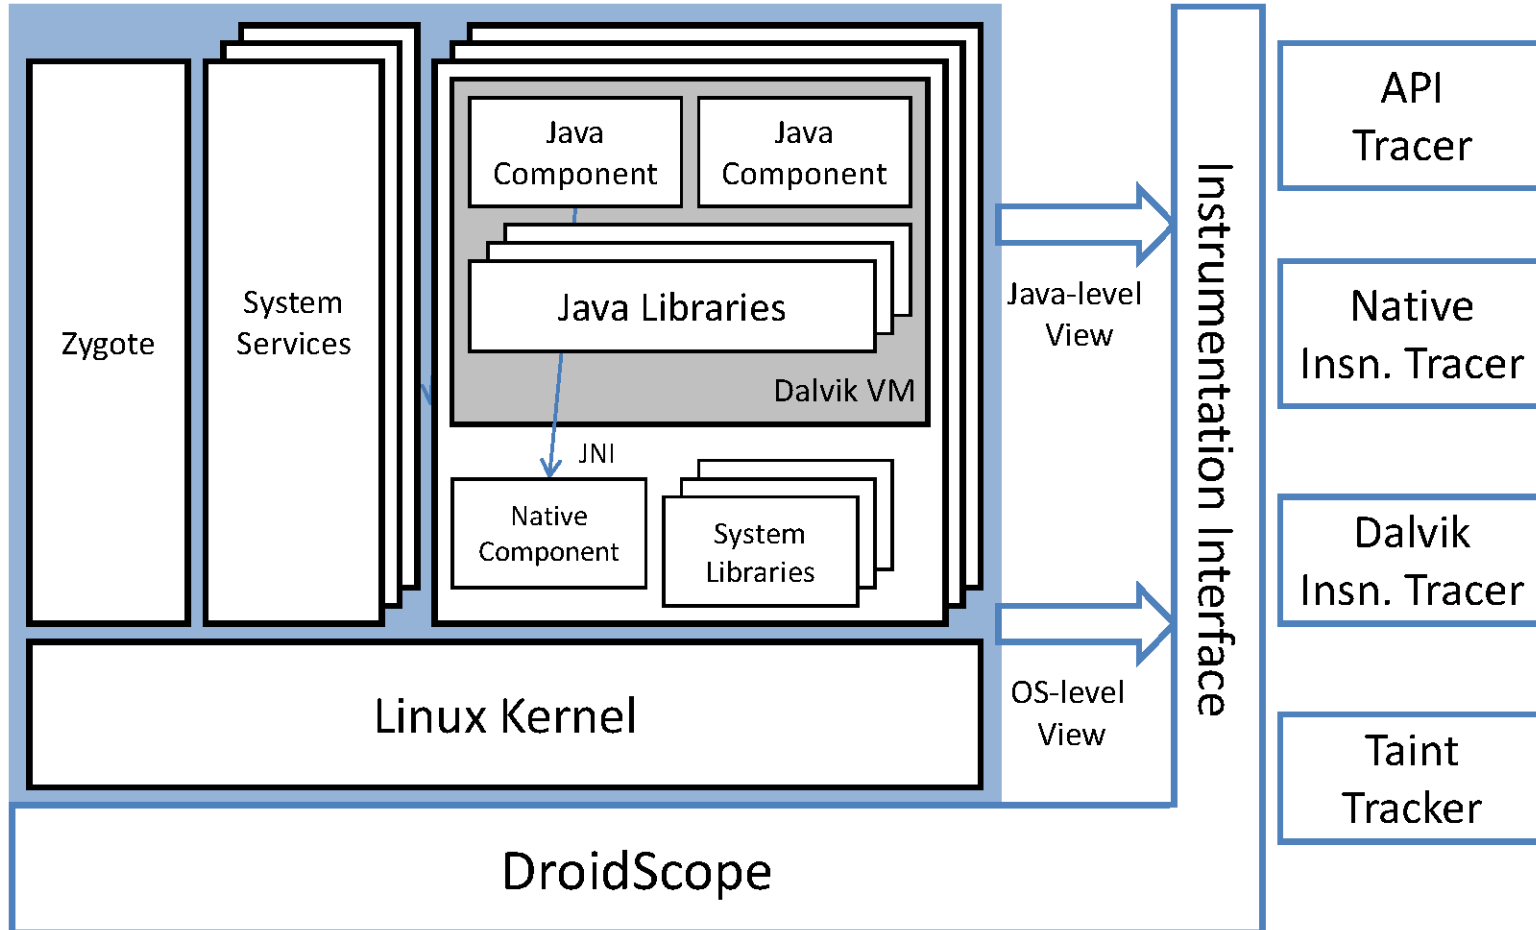 Zygote
System
Services
Java
Component
Java
Component
Java Libraries
Dalvik VM
JNI
Native
Component
System
Libraries
Linux Kernel
DroidScope
Java-level
View
OS-level
View
Instrumentation Interface
API
Tracer
Native
Insn. Tracer
Dalvik
Insn. Tracer
Taint
Tracker